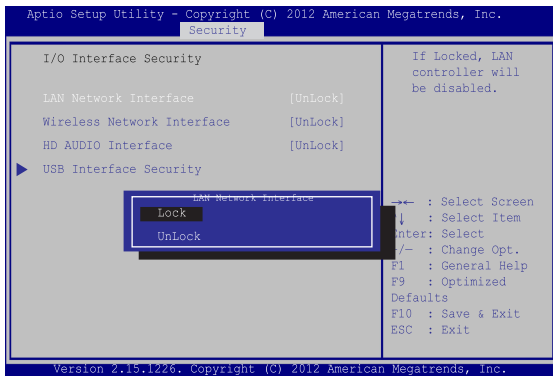 Aptio Setup Utility – Copyright (C) 2012 American Megatrends, Inc.
Security
I/O Interface Security
LAN Network Interface [UnLock]
Wireless Network Interface [UnLock]
HD AUDIO Interface [UnLock]
USB Interface Security
If Locked, LAN
controller will
be disabled.
LAN Network Interface
Lock
UnLock
→← : Select Screen
↓ : Select Item
Enter: Select
+/— : Change Opt.
F1 : General Help
F9 : Optimized
Defaults
F10 : Save & Exit
ESC : Exit
Version 2.15.1226. Copyright (C) 2012 American Megatrends, Inc.